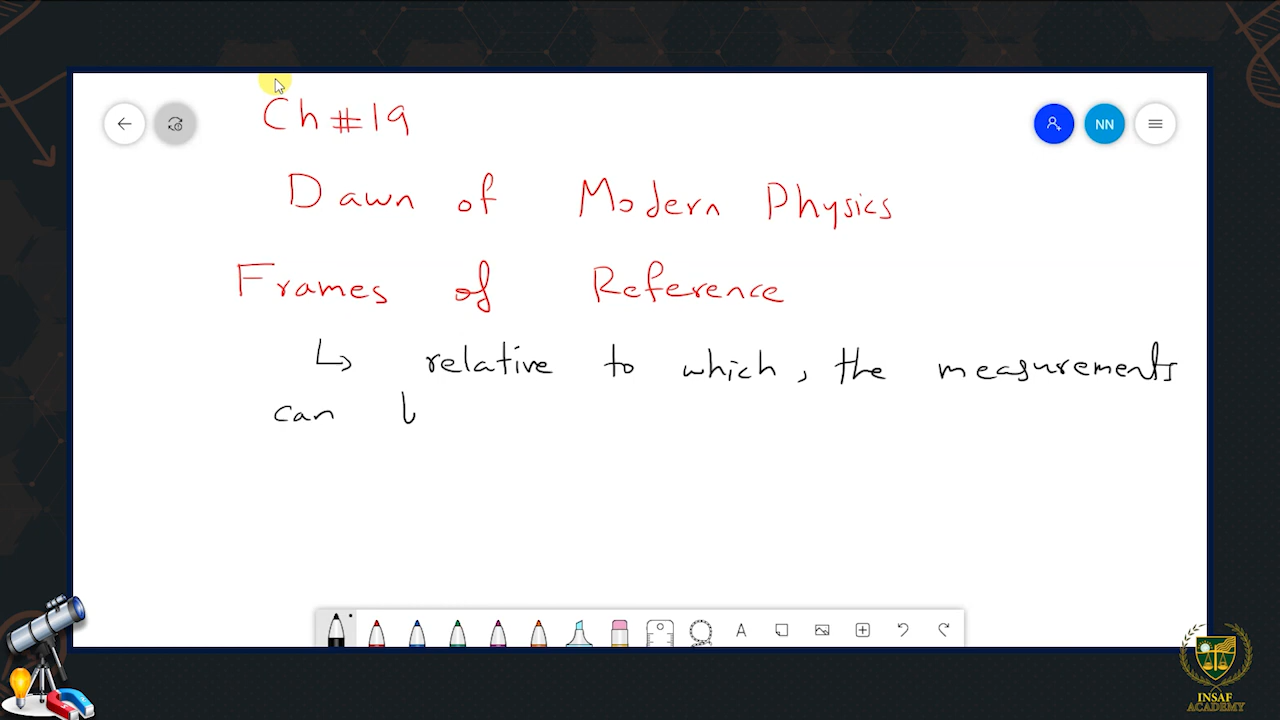 Ch # 19
NN
Dawn of Modern Physics
Frames of Reference
↳ relative to which, the measurements
can
A
INSAF
ACADEMY